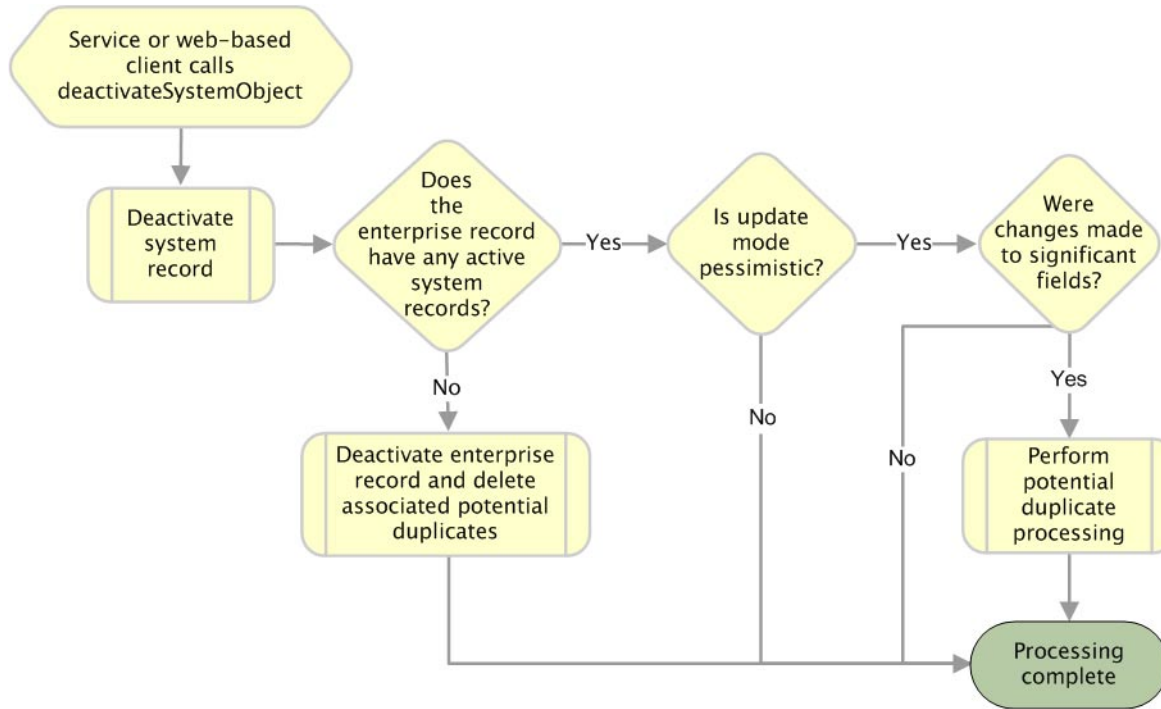 Service or web-based
client calls
deactivateSystemObject
Deactivate
system
record
Does
the
enterprise record
have any active
system
records?
Yes
Is update
mode
pessimistic?
Yes
Were
changes made
to significant
fields?
No
Deactivate enterprise
record and delete
associated potential
duplicates
No
No
Yes
Perform
potential
duplicate
processing
Processing
complete